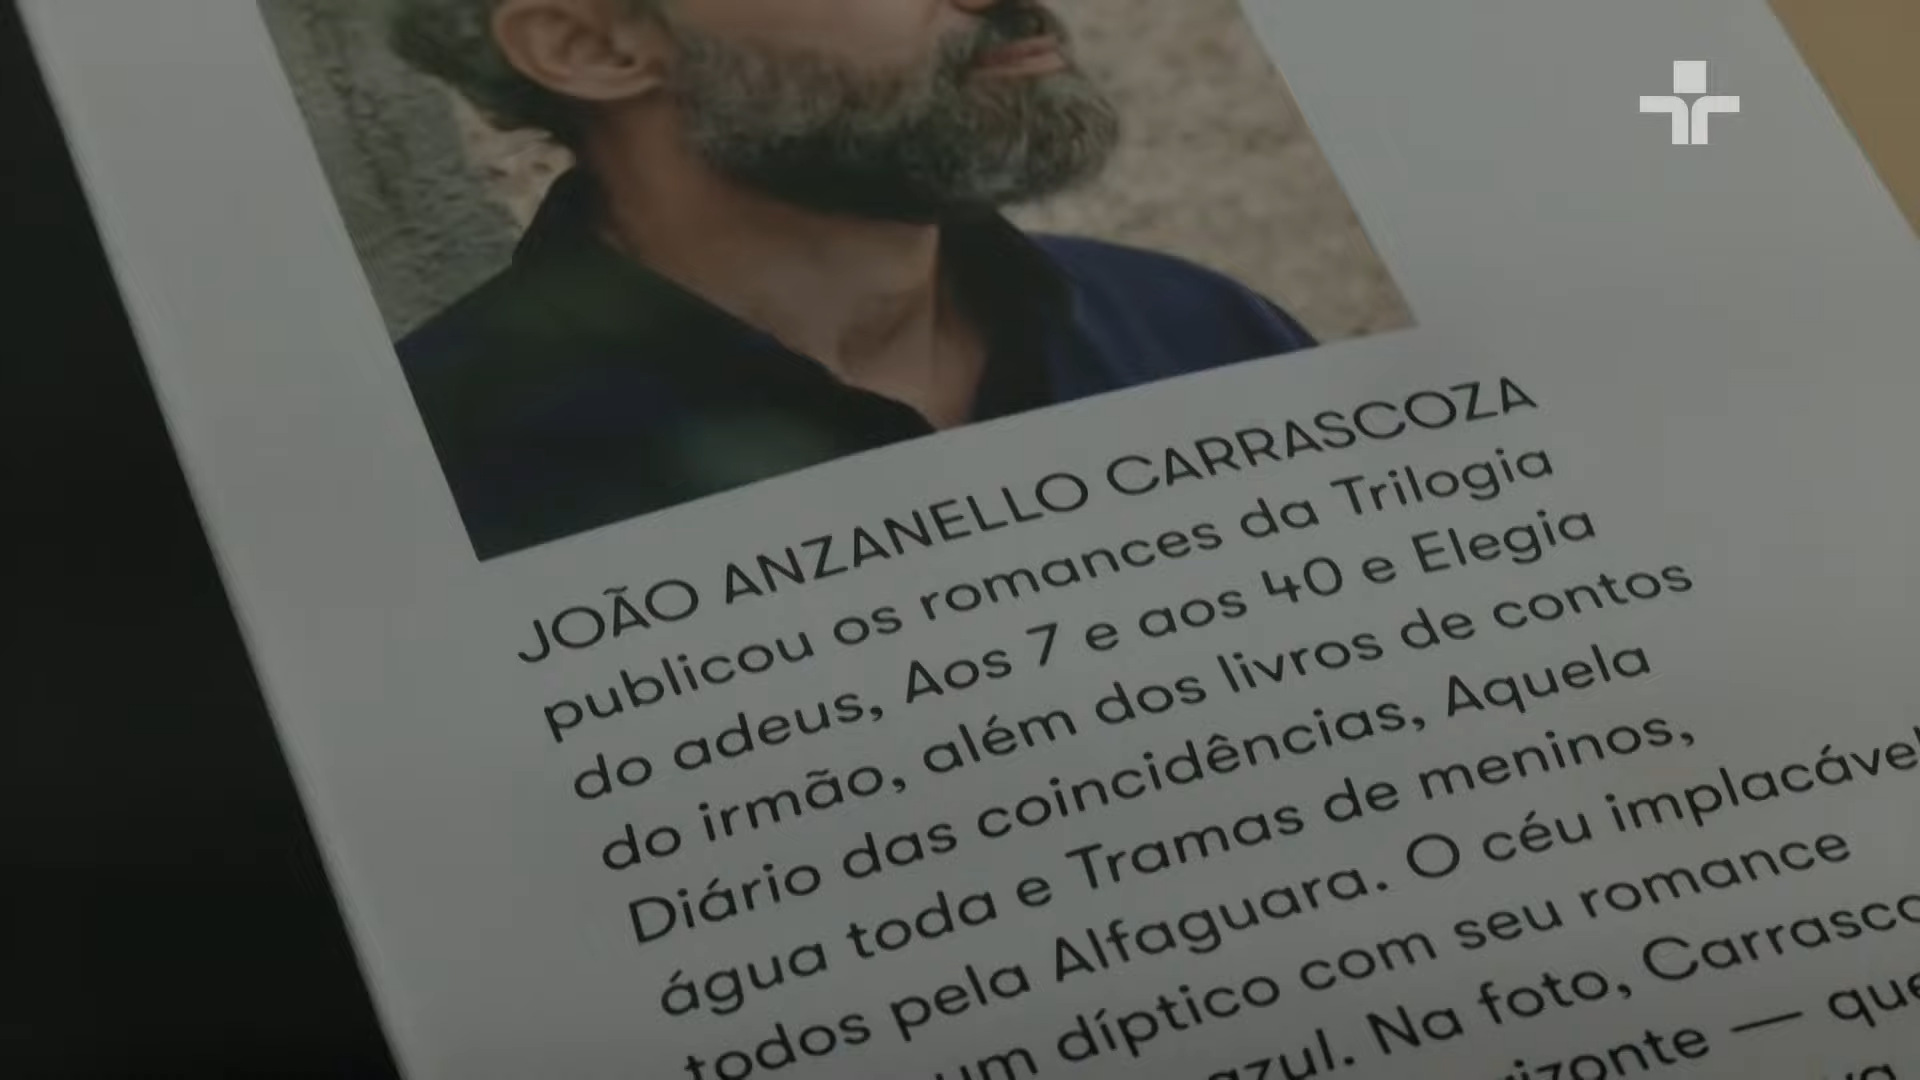 JOÃO ANZANELLO CARRASCOZA
publicou os romances da Trilogia
do adeus, Aos 7 e aos 40 e Elegia
do irmão, além dos livros de contos
Diário das coincidências, Aquela
água toda e Tramas de meninos,
todos pela Alfaguara. O céu implacável
um díptico com seu romance
azul. Na foto, Carrasco
— que